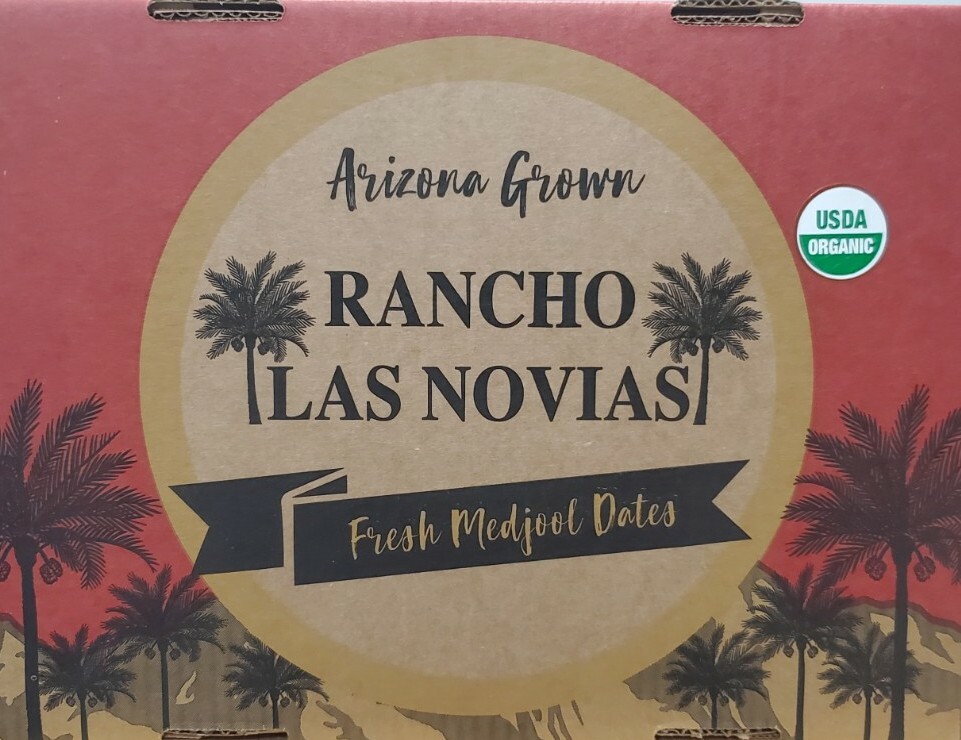 Arizona Grown
RANCHO
LAS NOVIAS
Fresh Medjool Dates
USDA
ORGANIC